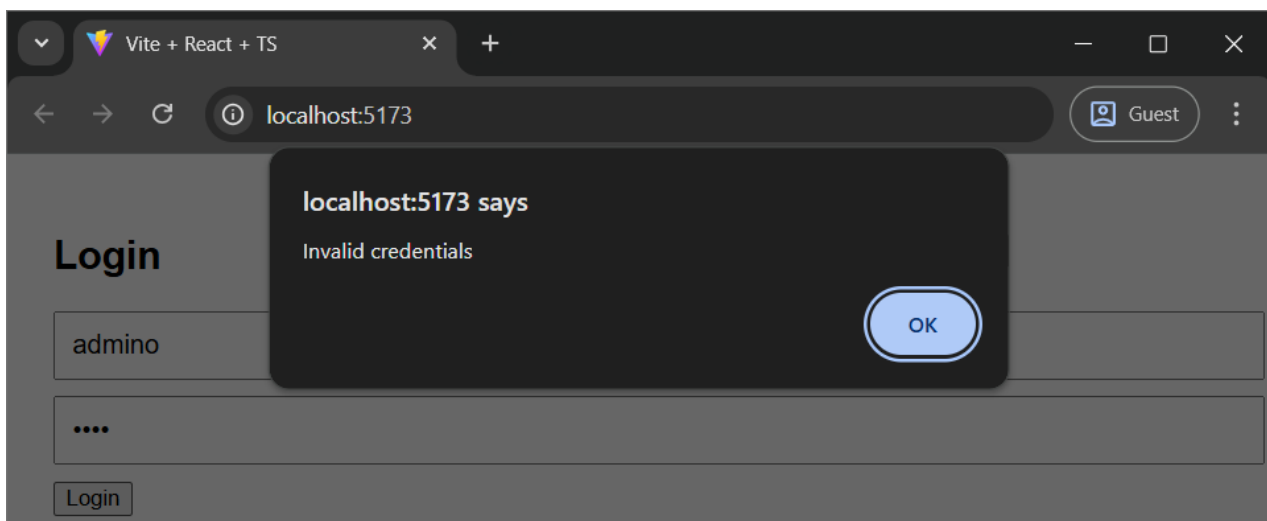 Vite + React + TS
localhost:5173
Guest
localhost:5173 says
Invalid credentials
OK
Login
admino
••••
Login